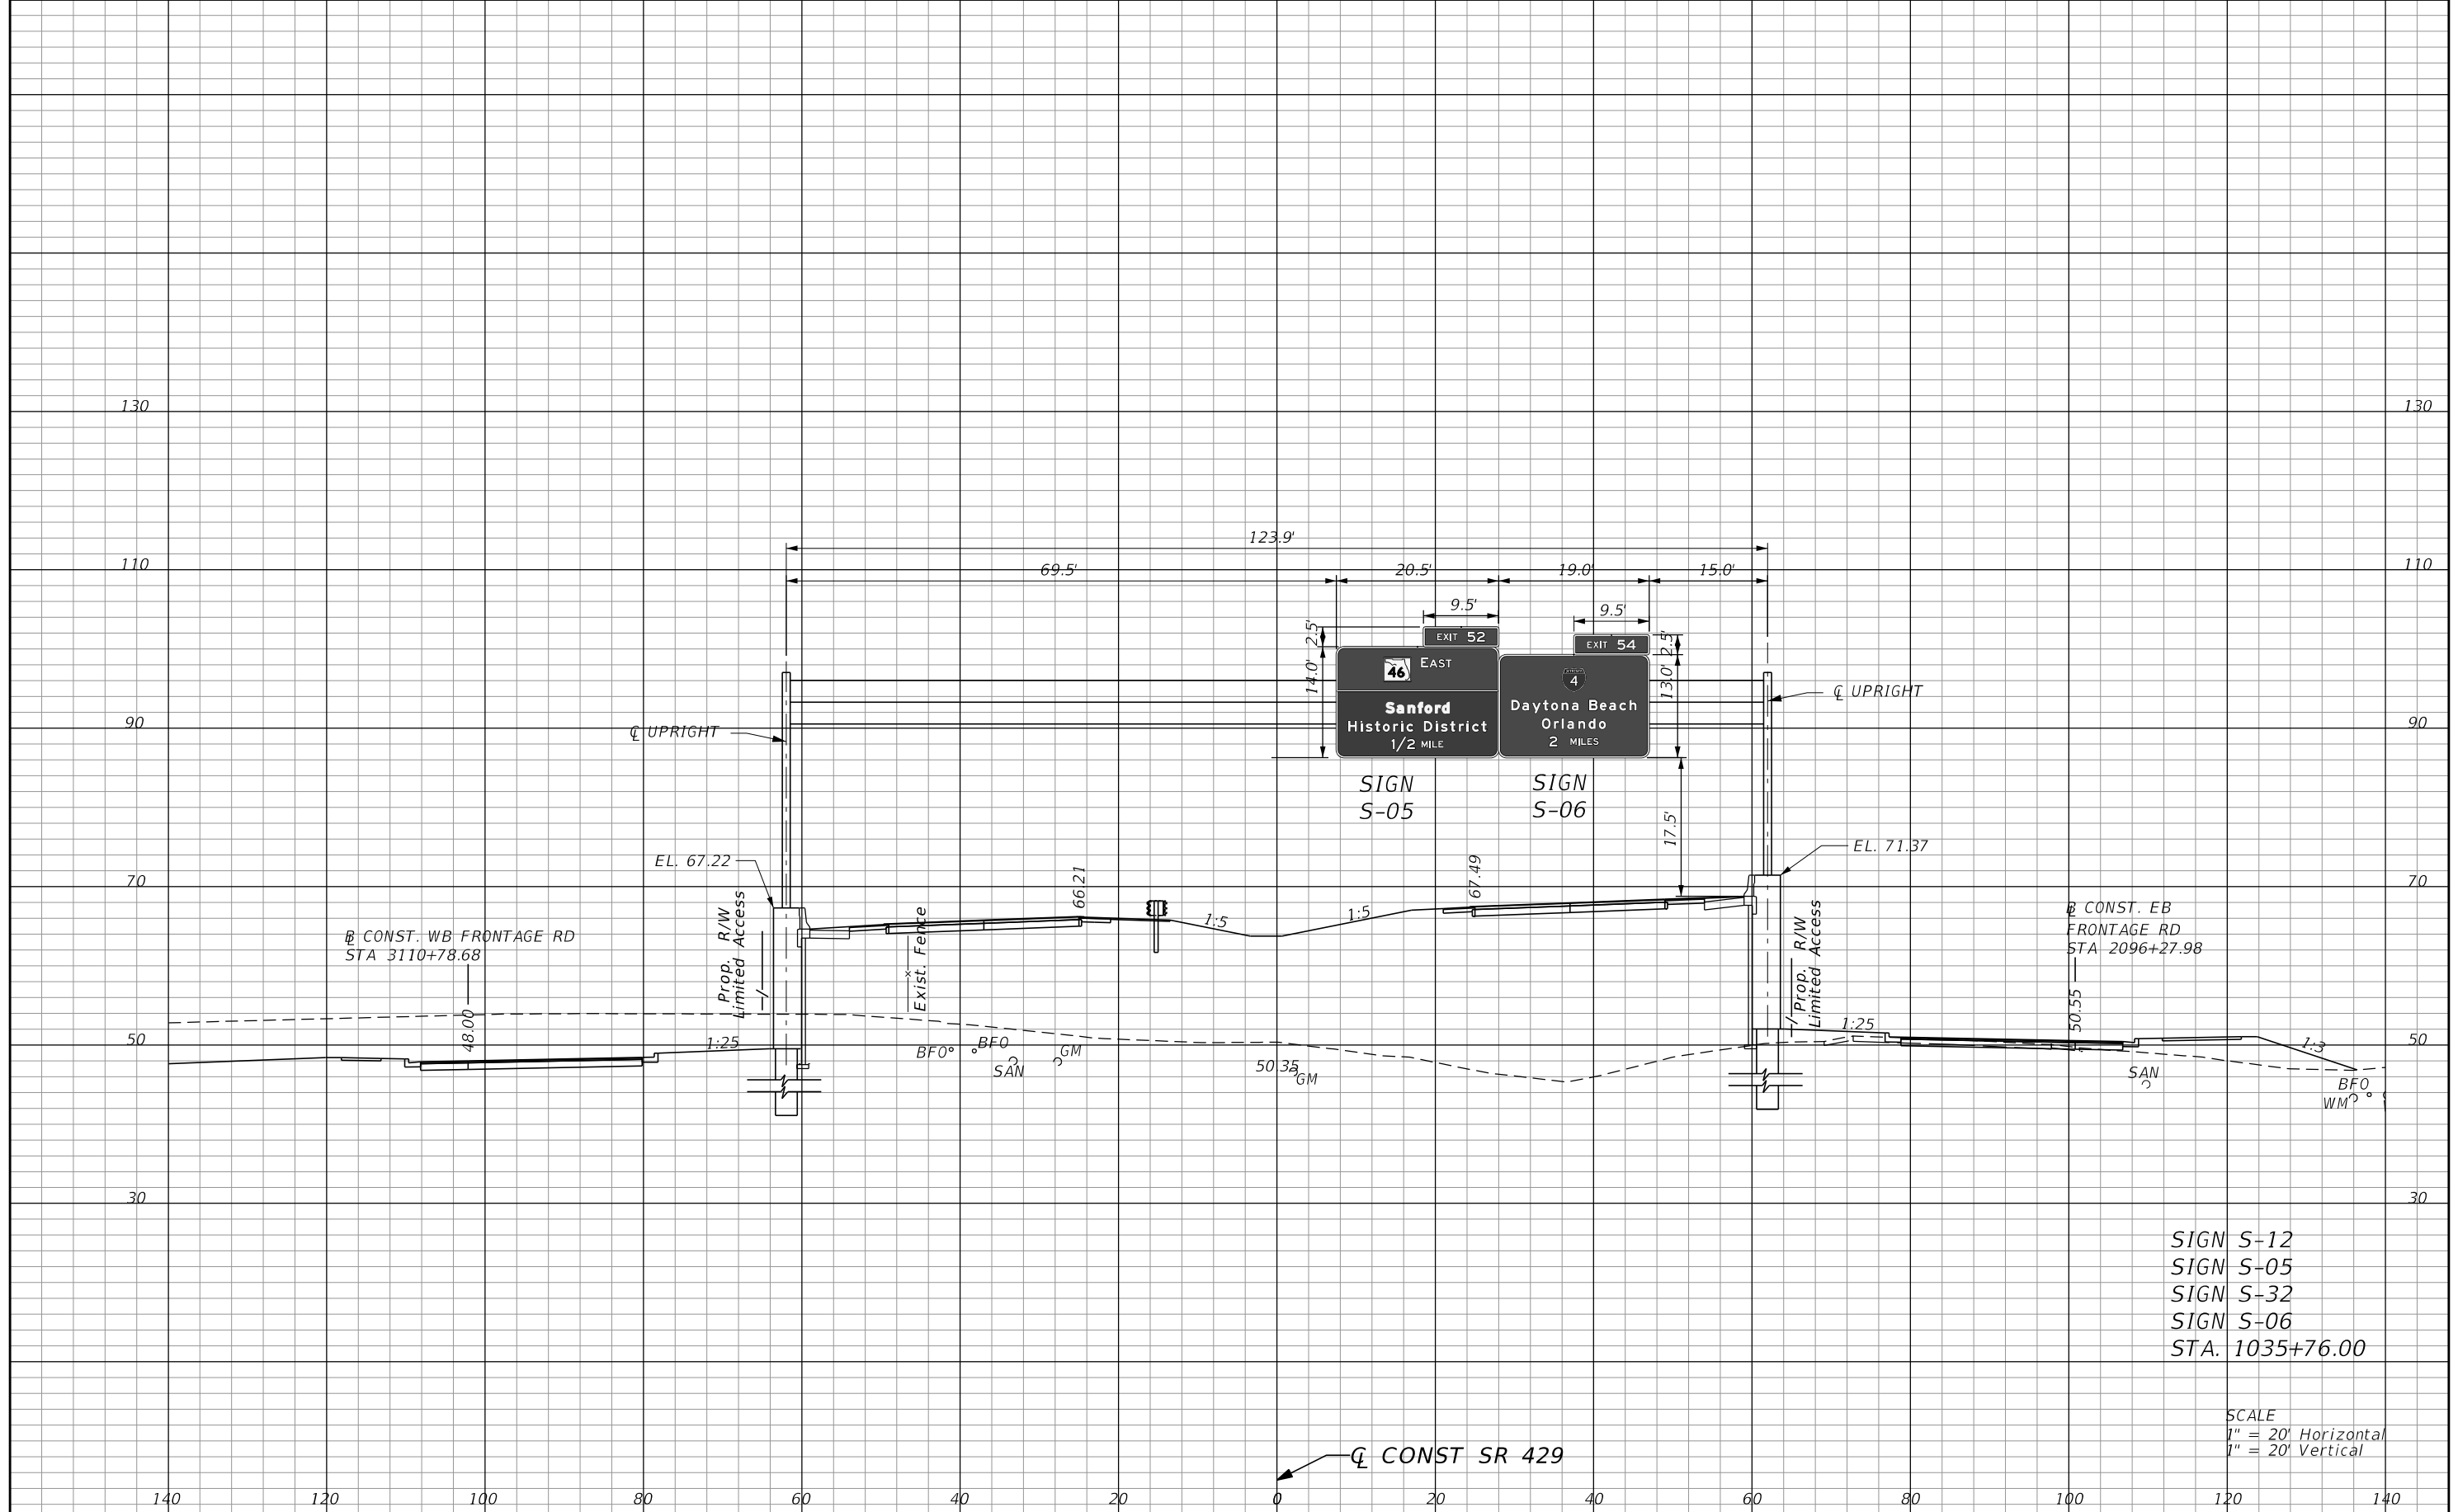 130
130
123.9'
110
110
69.5'
20.5'
19.0'
15.0'
9.5'
9.5'
2.5'
2.5'
EXIT 52
EXIT 54
14.0'
13.0'
46 EAST
Sanford
Historic District
1/2 MILE
4
Daytona Beach
Orlando
2 MILES
℄ UPRIGHT
℄ UPRIGHT
90
90
SIGN
S-05
SIGN
S-06
17.5'
EL. 67.22
EL. 71.37
70
70
66.21
67.49
Prop. R/W
Limited Access
Exist. Fence
1:5
1:5
Prop. R/W
Limited Access
B CONST. WB FRONTAGE RD
STA 3110+78.68
B CONST. EB
FRONTAGE RD
STA 2096+27.98
48.00
50.55
50
50
1:25
1:25
1:3
BFO
BFO
SAN
GM
50.35
GM
SAN
BFO
WM
30
30
SIGN S-12
SIGN S-05
SIGN S-32
SIGN S-06
STA. 1035+76.00
SCALE
1" = 20' Horizontal
1" = 20' Vertical
℄ CONST SR 429
140 120 100 80 60 40 20 0 20 40 60 80 100 120 140